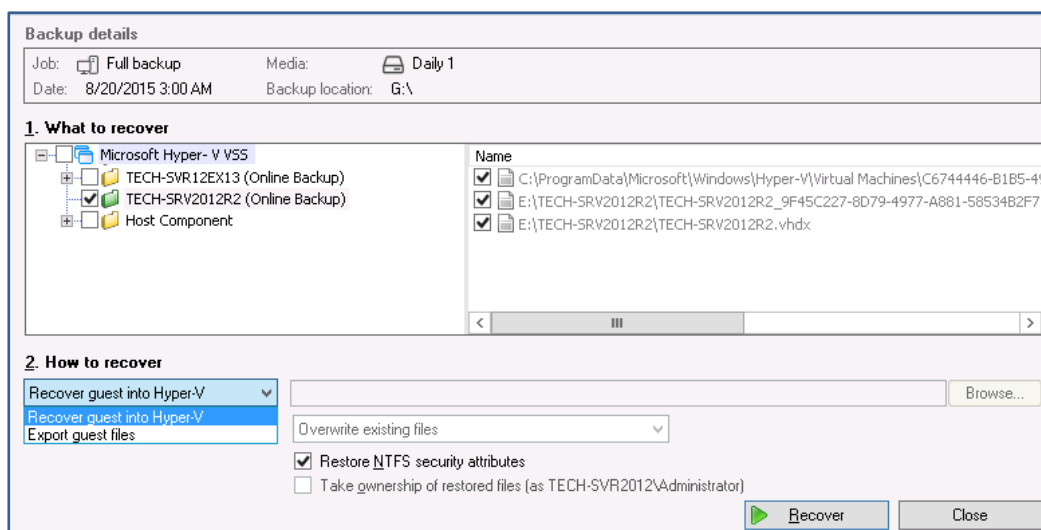 Backup details
Job: Full backup Media: Daily 1
Date: 8/20/2015 3:00 AM Backup location: G:\
1. What to recover
Microsoft Hyper- V VSS
TECH-SVR12EX13 (Online Backup)
TECH-SRV2012R2 (Online Backup)
Host Component
Name
C:\ProgramData\Microsoft\Windows\Hyper-V\Virtual Machines\C6744446-B1B5-49
E:\TECH-SRV2012R2\TECH-SRV2012R2_9F45C227-8D79-4977-A881-58534B2F7
E:\TECH-SRV2012R2\TECH-SRV2012R2.vhdx
2. How to recover
Recover guest into Hyper-V Browse...
Recover guest into Hyper-V
Export guest files
Overwrite existing files
Restore NTFS security attributes
Take ownership of restored files (as TECH-SVR2012\Administrator)
Recover Close